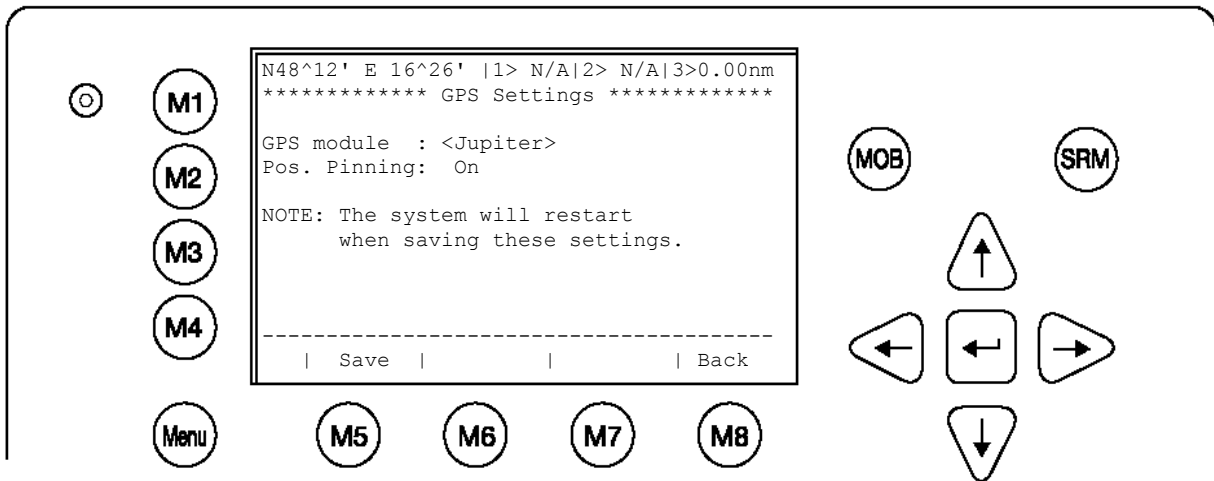 N48^12' E 16^26' |1> N/A|2> N/A|3>0.00nm
************* GPS Settings *************
GPS module  : <Jupiter>
Pos. Pinning:  On
NOTE: The system will restart
when saving these settings.
----------------------------------------
|  Save  |         |         | Back
M1
M2
M3
M4
Menu
M5
M6
M7
M8
MOB
SRM